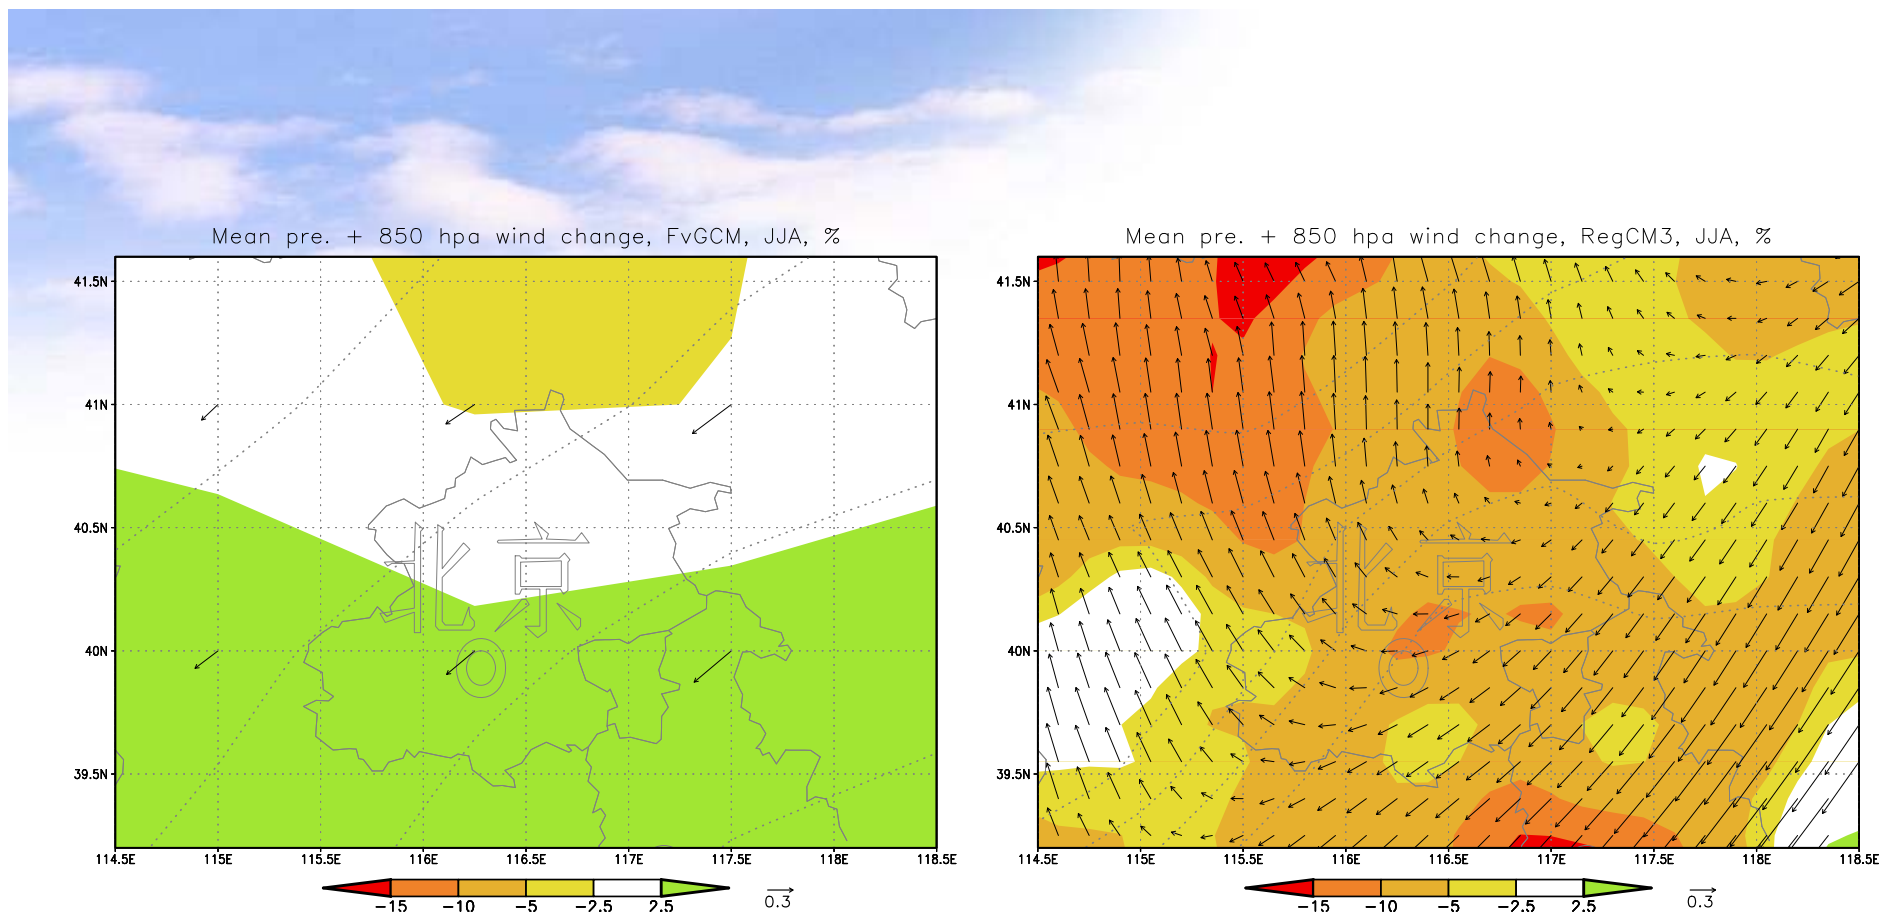 Mean pre. + 850 hpa wind change, FvGCM, JJA, %
41.5N
41N
40.5N
40N
39.5N
114.5E 115E 115.5E 116E 116.5E 117E 117.5E 118E 118.5E
北京
-15 -10 -5 -2.5 2.5
0.3
Mean pre. + 850 hpa wind change, RegCM3, JJA, %
41.5N
41N
40.5N
40N
39.5N
114.5E 115E 115.5E 116E 116.5E 117E 117.5E 118E 118.5E
北京
-15 -10 -5 -2.5 2.5
0.3